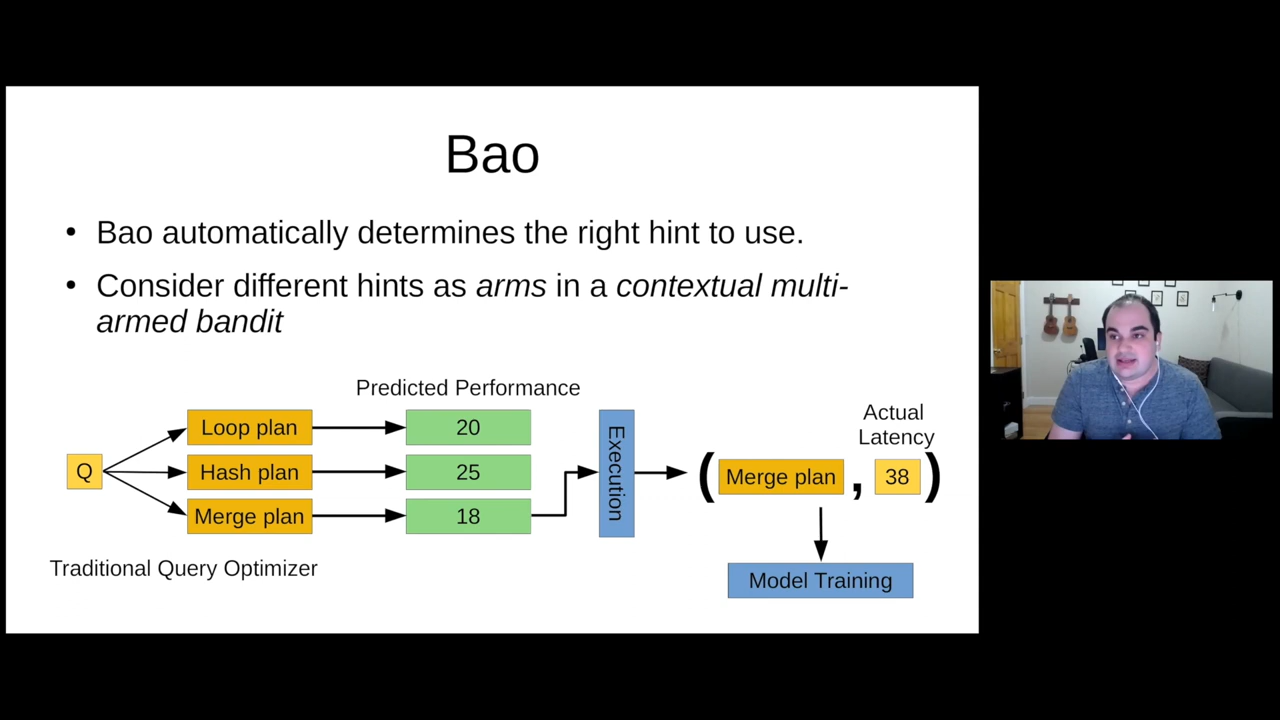 Bao
• Bao automatically determines the right hint to use.
• Consider different hints as arms in a contextual multi-
armed bandit
Predicted Performance
Q
Loop plan
20
Hash plan
25
Merge plan
18
Traditional Query Optimizer
Execution
Actual
Latency
( Merge plan , 38 )
Model Training